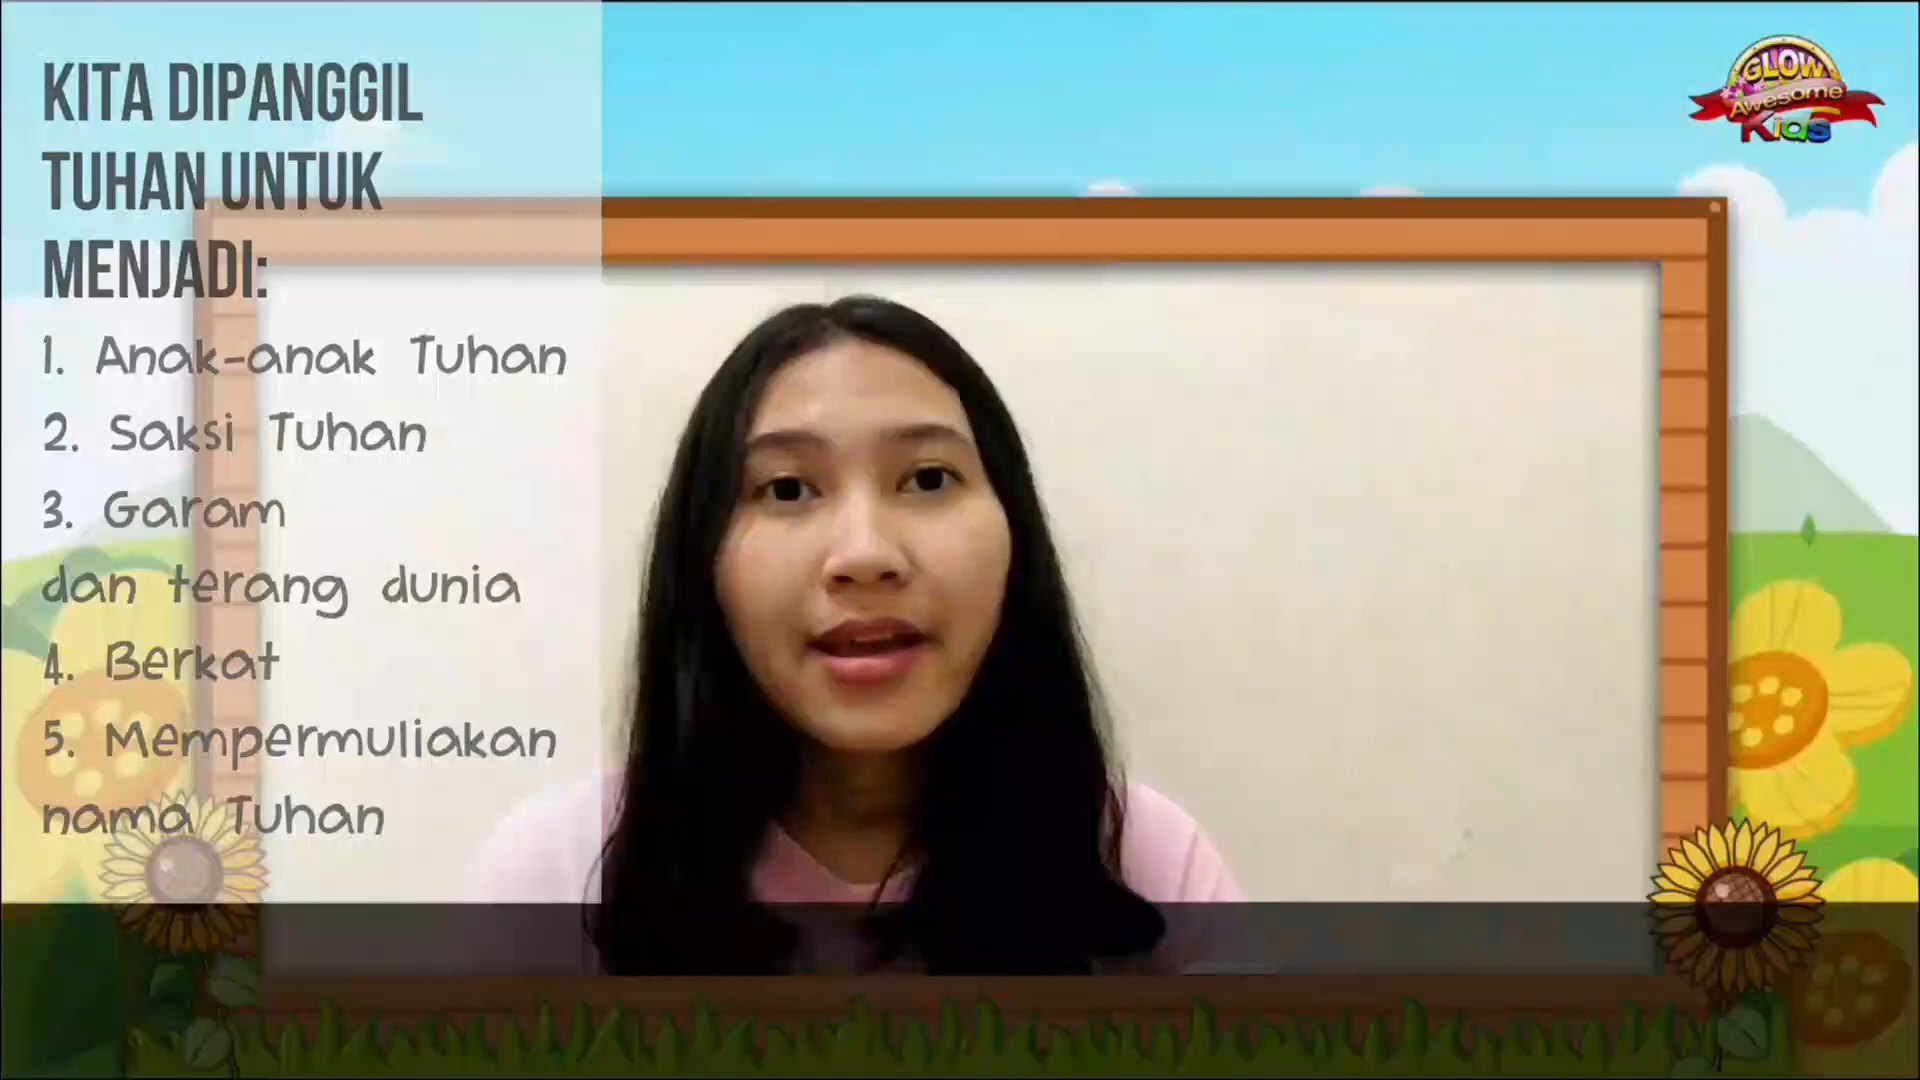 KITA DIPANGGIL
TUHAN UNTUK
MENJADI:
1. Anak-anak Tuhan
2. Saksi Tuhan
3. Garam
dan terang dunia
4. Berkat
5. Mempermuliakan
nama Tuhan
GLOW
Awesome
Kids